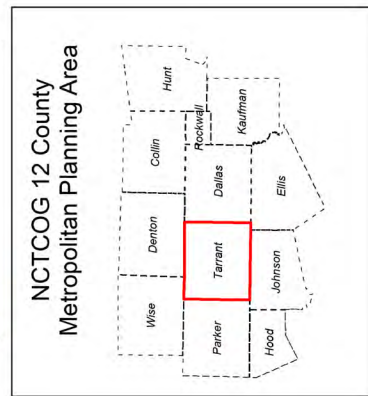 NCTCOG 12 County
Metropolitan Planning Area
Wise
Denton
Collin
Hunt
Parker
Tarrant
Dallas
Rockwall
Kaufman
Hood
Johnson
Ellis